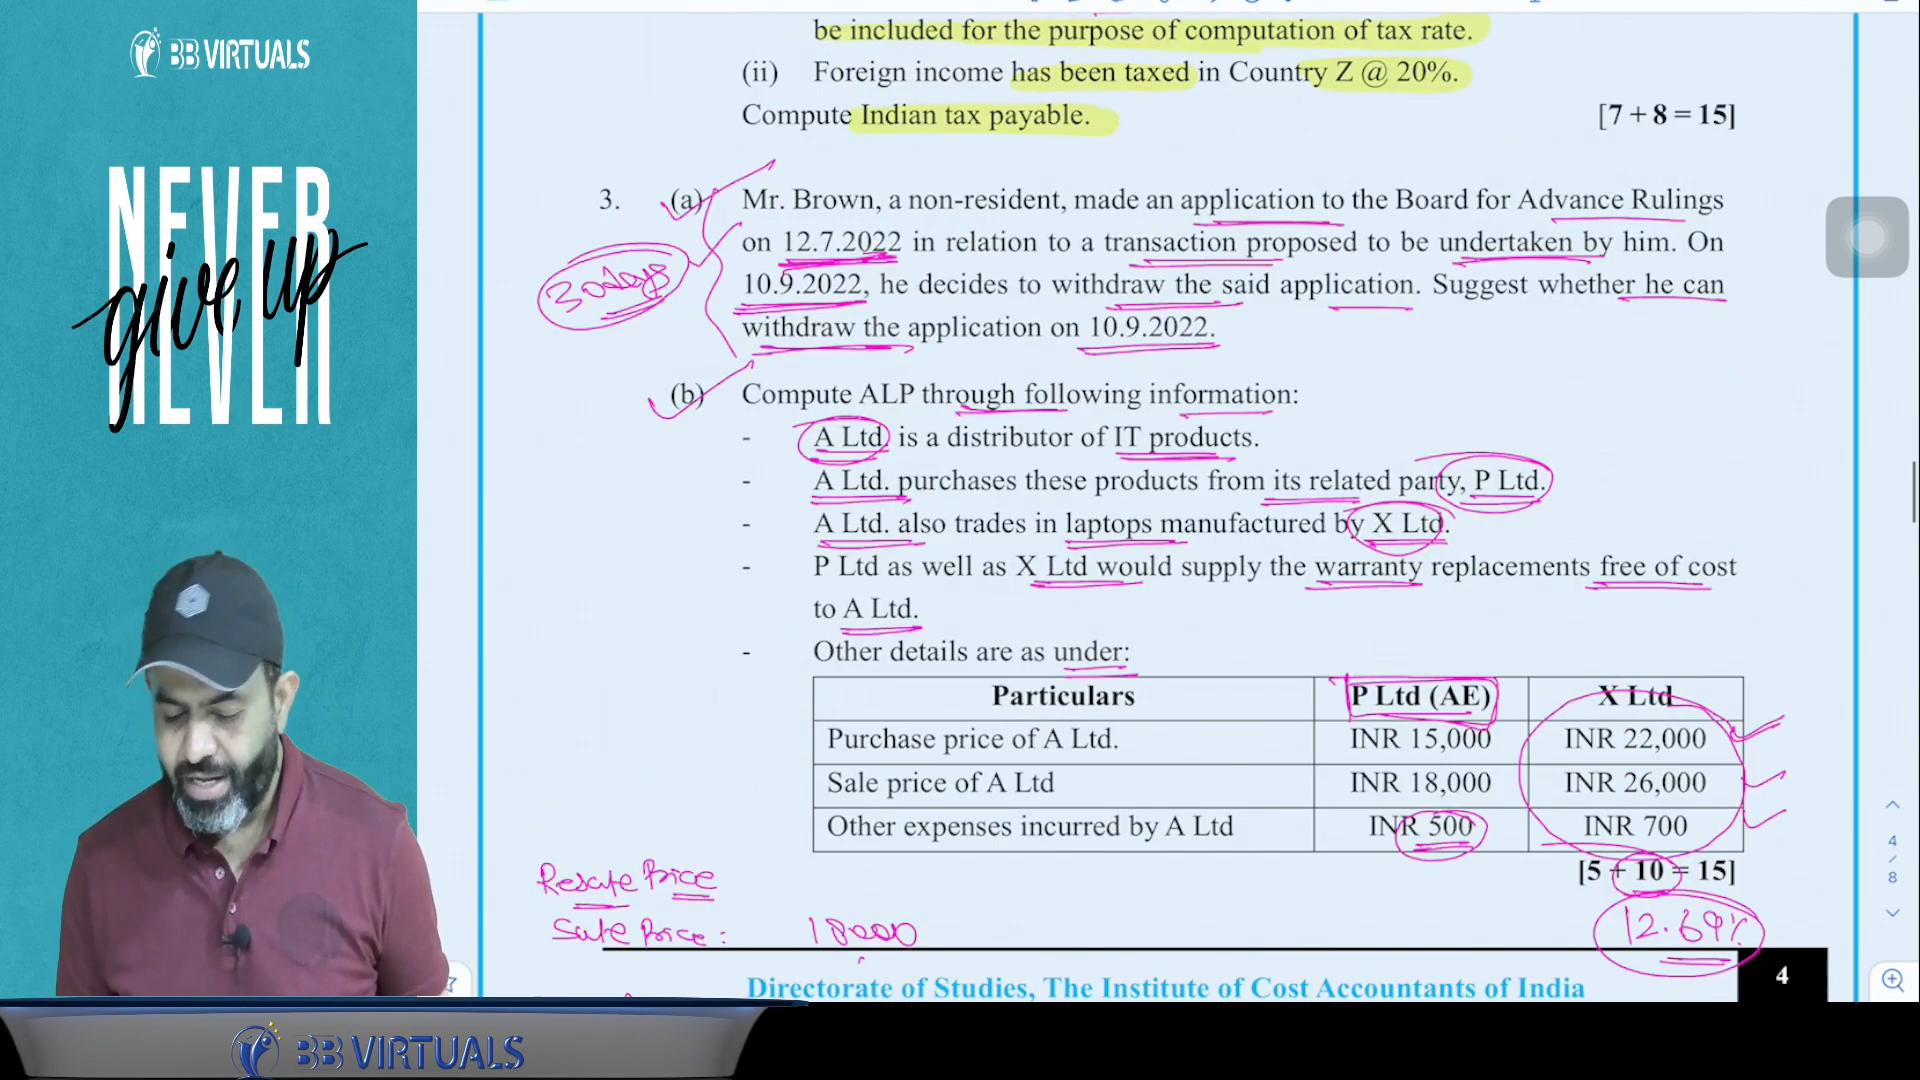 BB VIRTUALS
NEVER
give up
NEVER
be included for the purpose of computation of tax rate.
(ii) Foreign income has been taxed in Country Z @ 20%.
Compute Indian tax payable. [7 + 8 = 15]
3. (a) Mr. Brown, a non-resident, made an application to the Board for Advance Rulings
on 12.7.2022 in relation to a transaction proposed to be undertaken by him. On
30 days
10.9.2022, he decides to withdraw the said application. Suggest whether he can
withdraw the application on 10.9.2022.
(b) Compute ALP through following information:
- A Ltd. is a distributor of IT products.
- A Ltd. purchases these products from its related party, P Ltd.
- A Ltd. also trades in laptops manufactured by X Ltd.
- P Ltd as well as X Ltd would supply the warranty replacements free of cost
to A Ltd.
- Other details are as under:
Particulars P Ltd (AE) X Ltd
Purchase price of A Ltd. INR 15,000 INR 22,000
Sale price of A Ltd INR 18,000 INR 26,000
Other expenses incurred by A Ltd INR 500 INR 700
[5 + 10 = 15]
Resale Price
Sale Price: 18000
12.69%
Directorate of Studies, The Institute of Cost Accountants of India
4
4
/
8
BB VIRTUALS